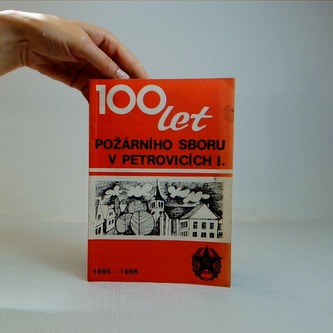 100 let
POŽÁRNÍHO SBORU
V PETROVICÍCH I.
1886 - 1986